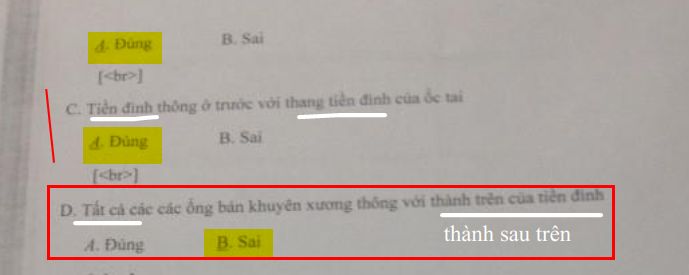 A. Đúng B. Sai
[<br>]
C. Tiền đình thông ở trước với thang tiền đình của ốc tai
A. Đúng B. Sai
[<br>]
D. Tất cả các các ống bán khuyên xương thông với thành trên của tiền đình
A. Đúng B. Sai thành sau trên